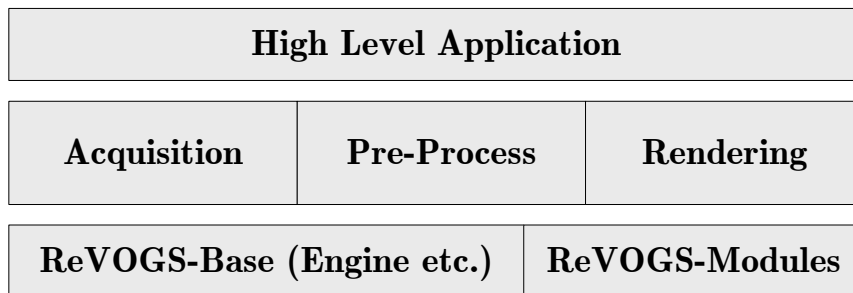 High Level Application
Acquisition Pre-Process Rendering
ReVOGS-Base (Engine etc.) ReVOGS-Modules